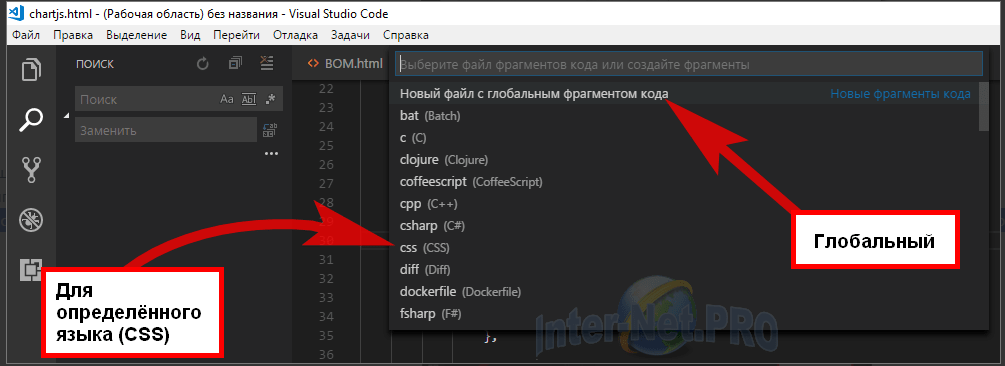 chartjs.html - (Рабочая область) без названия - Visual Studio Code
Файл Правка Выделение Вид Перейти Отладка Задачи Справка
ПОИСК
BOM.html
Выберите файл фрагментов кода или создайте фрагменты
Поиск
Aa Abl .*
Заменить
22
23
24
25
26
27
28
29
30
31
32
33
34
35
36
Новый файл с глобальным фрагментом кода Новые фрагменты кода
bat (Batch)
c (C)
clojure (Clojure)
coffeescript (CoffeeScript)
cpp (C++)
csharp (C#)
css (CSS)
diff (Diff)
dockerfile (Dockerfile)
fsharp (F#)
Глобальный
Для
определённого
языка (CSS)
},
Inter-Net.PRO